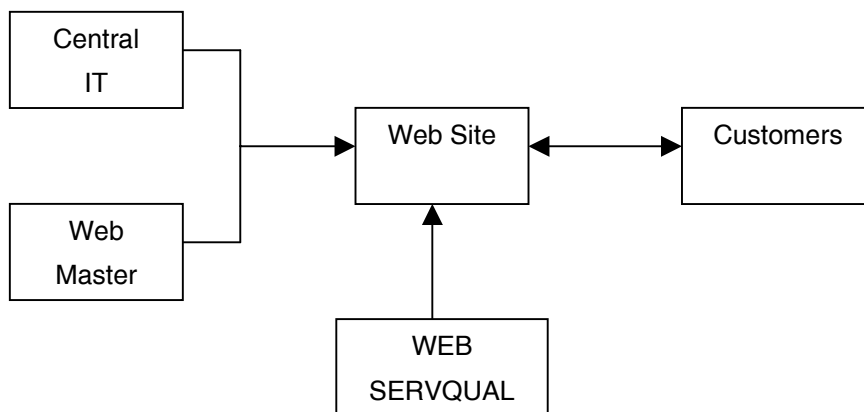 Central
IT
Web Site
Customers
Web
Master
WEB
SERVQUAL